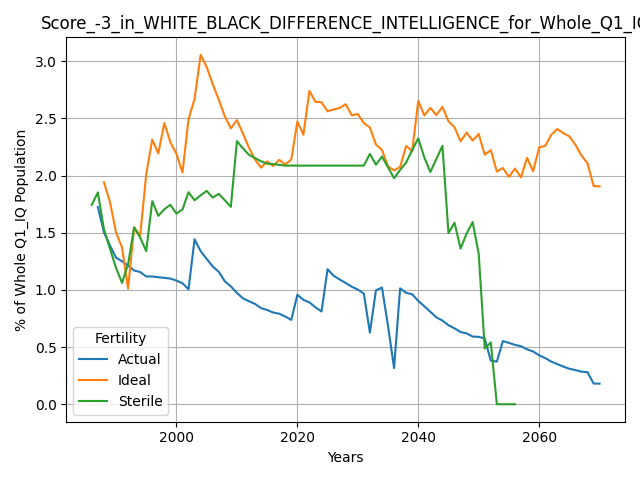 Score_-3_in_WHITE_BLACK_DIFFERENCE_INTELLIGENCE_for_Whole_Q1_IQ
% of Whole Q1_IQ Population
3.0
2.5
2.0
1.5
1.0
0.5
0.0
Fertility
Actual
Ideal
Sterile
2000 2020 2040 2060
Years